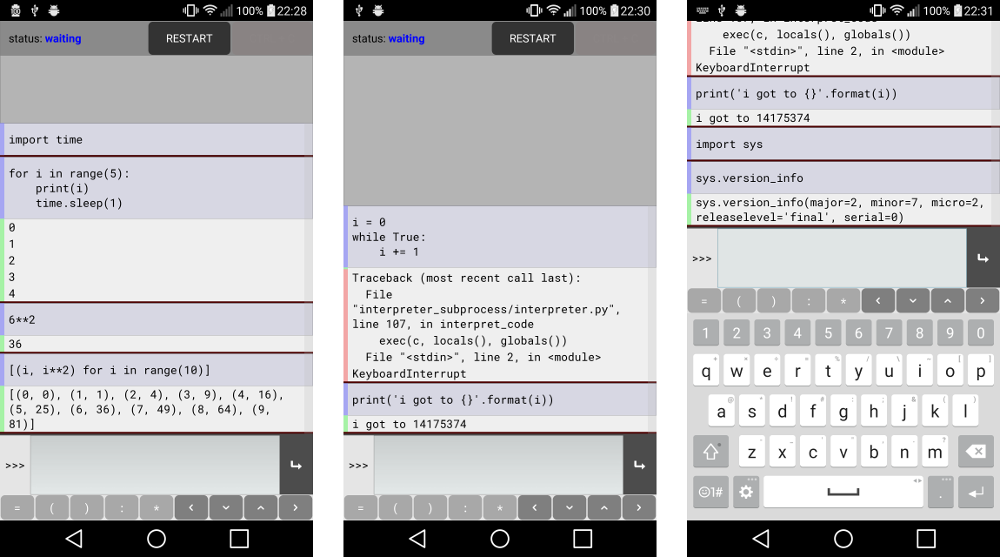 100% 22:28
status: waiting RESTART
import time
for i in range(5):
    print(i)
    time.sleep(1)
0
1
2
3
4
6**2
36
[(i, i**2) for i in range(10)]
[(0, 0), (1, 1), (2, 4), (3, 9), (4, 16),
(5, 25), (6, 36), (7, 49), (8, 64), (9,
81)]
>>>
= ( ) : *
100% 22:30
status: waiting RESTART
i = 0
while True:
    i += 1
Traceback (most recent call last):
  File
"interpreter_subprocess/interpreter.py",
line 107, in interpret_code
    exec(c, locals(), globals())
  File "<stdin>", line 2, in <module>
KeyboardInterrupt
print('i got to {}'.format(i))
i got to 14175374
>>>
= ( ) : *
100% 22:31
    exec(c, locals(), globals())
  File "<stdin>", line 2, in <module>
KeyboardInterrupt
print('i got to {}'.format(i))
i got to 14175374
import sys
sys.version_info
sys.version_info(major=2, minor=7, micro=2,
releaselevel='final', serial=0)
>>>
= ( ) : *
1 2 3 4 5 6 7 8 9 0
q w e r t y u i o p
a s d f g h j k l
z x c v b n m
1# .